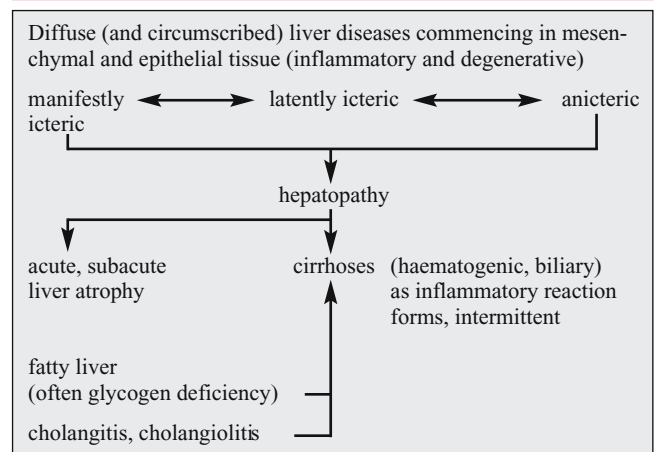 Diffuse (and circumscribed) liver diseases commencing in mesen-
chymal and epithelial tissue (inflammatory and degenerative)
manifestly icteric
latently icteric
anicteric
hepatopathy
acute, subacute
liver atrophy
cirrhoses
(haematogenic, biliary)
as inflammatory reaction
forms, intermittent
fatty liver
(often glycogen deficiency)
cholangitis, cholangiolitis